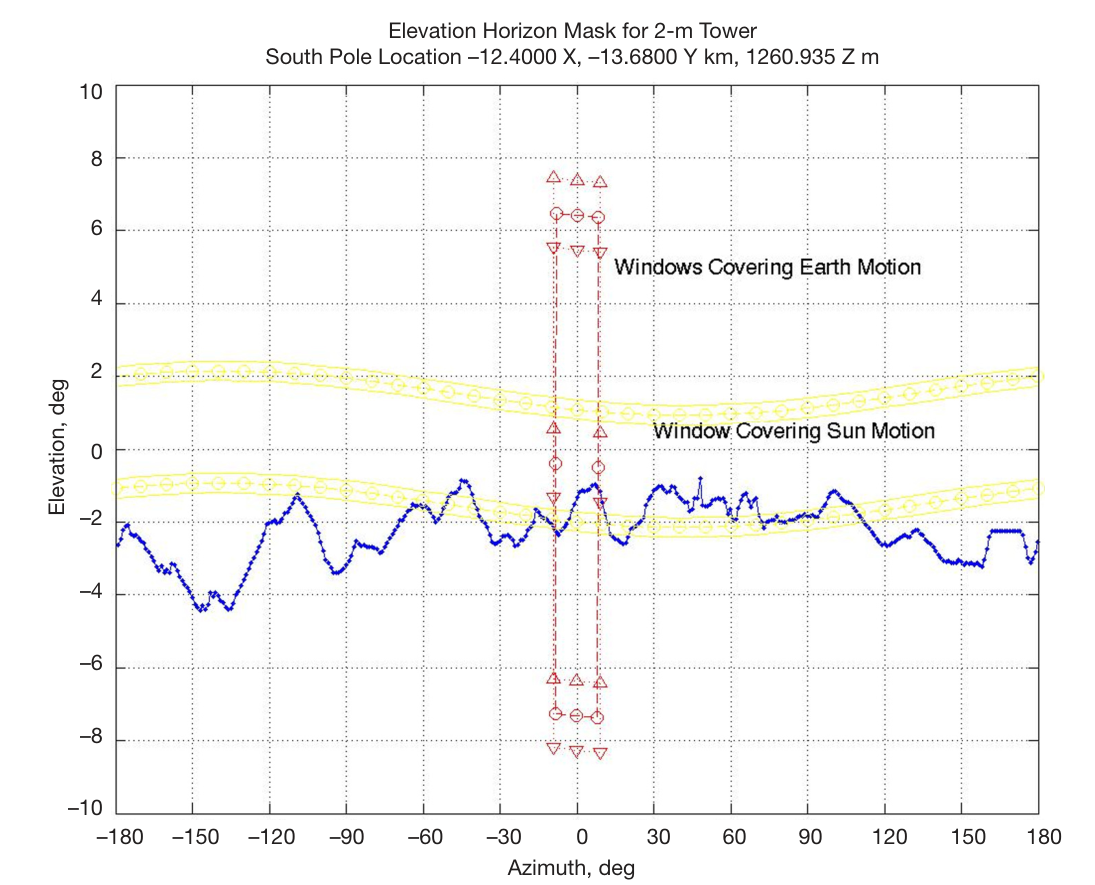 Elevation Horizon Mask for 2-m Tower
South Pole Location –12.4000 X, –13.6800 Y km, 1260.935 Z m
10
8
6
4
2
0
–2
–4
–6
–8
–10
Elevation, deg
Windows Covering Earth Motion
Window Covering Sun Motion
–180 –150 –120 –90 –60 –30 0 30 60 90 120 150 180
Azimuth, deg